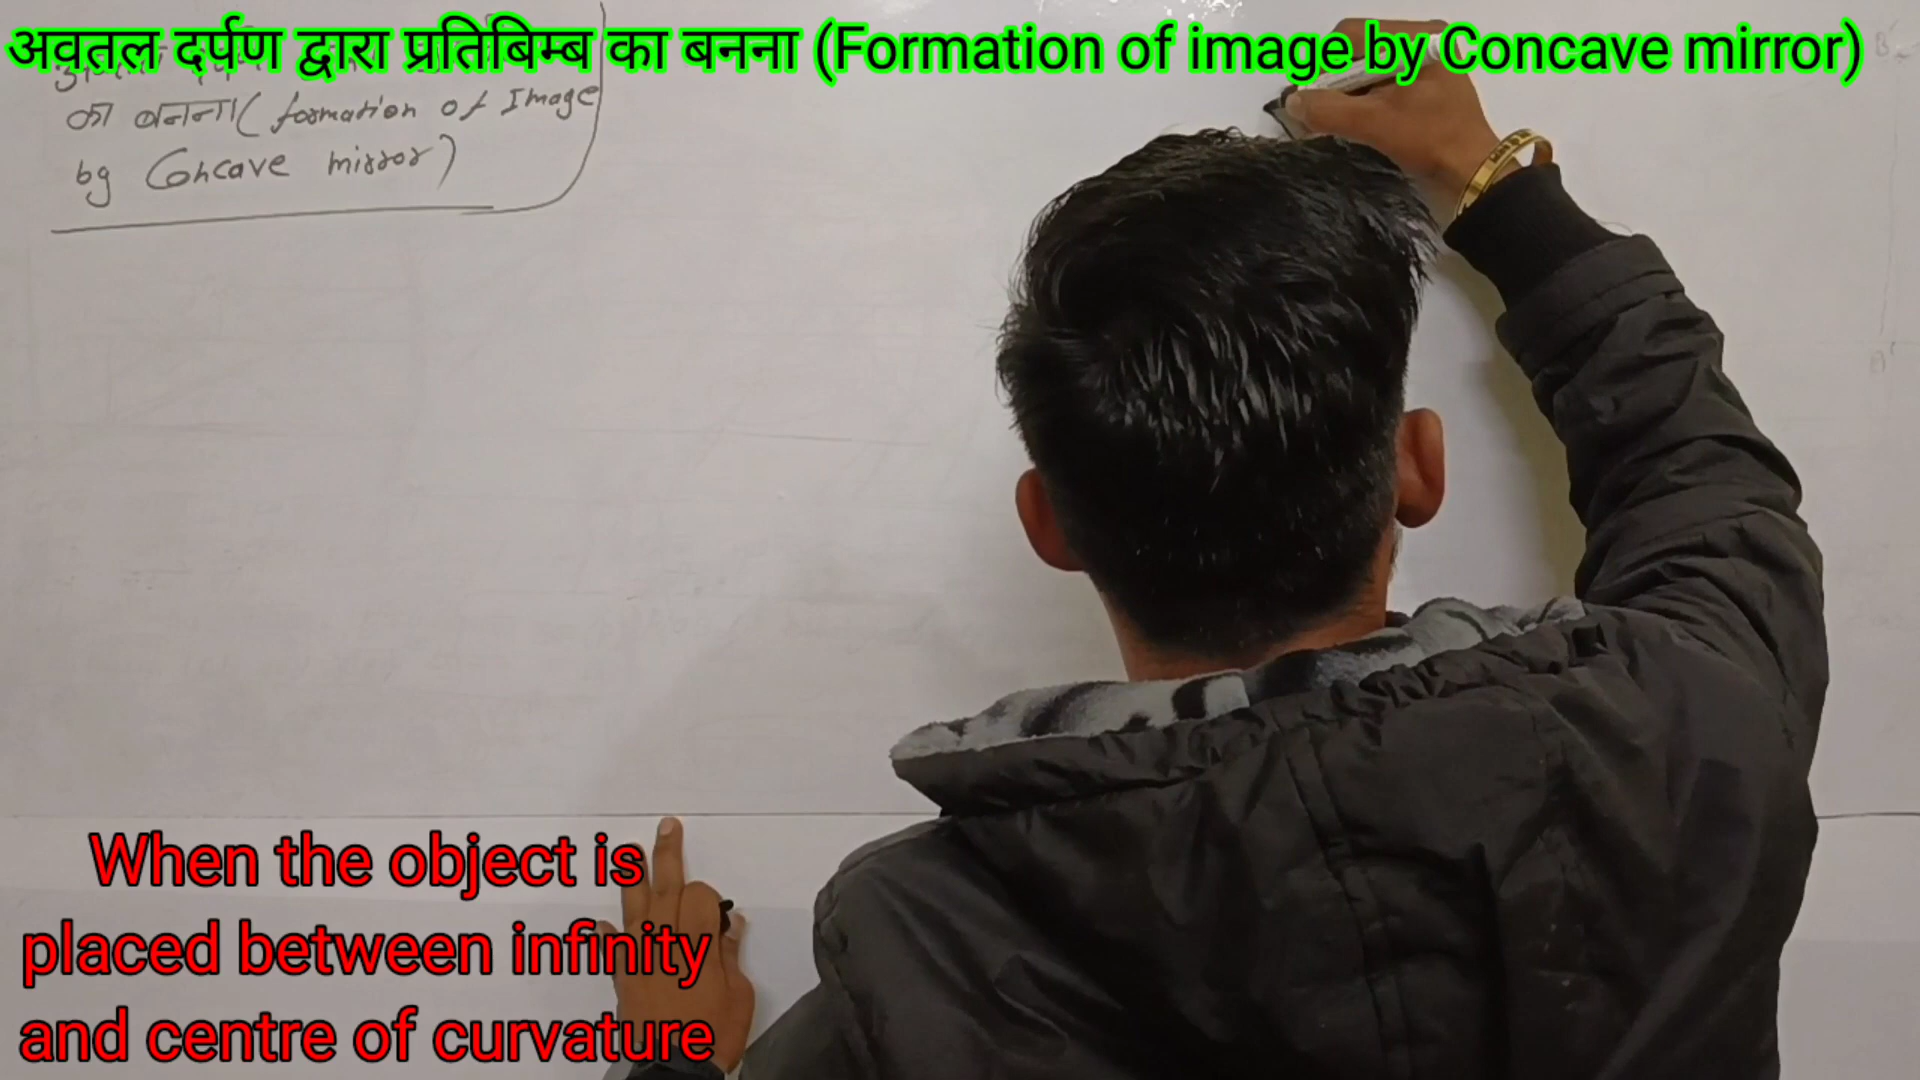 अवतल दर्पण द्वारा प्रतिबिम्ब का बनना (Formation of image by Concave mirror)
का बनना ( formation of Image
by Concave mirror)
B'
A'
When the object is
placed between infinity
and centre of curvature